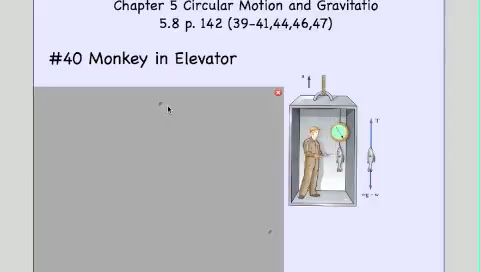 Chapter 5 Circular Motion and Gravitatio
5.8 p. 142 (39-41,44,46,47)
#40 Monkey in Elevator
T